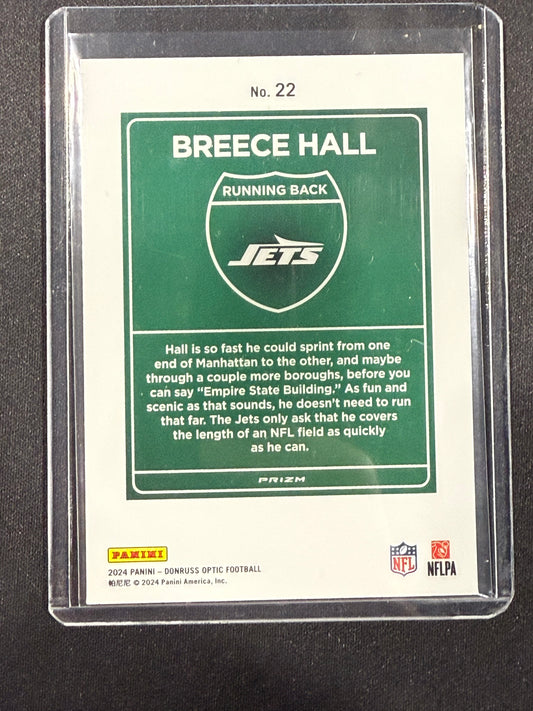 No. 22
BREECE HALL
RUNNING BACK
JETS
Hall is so fast he could sprint from one
end of Manhattan to the other, and maybe
through a couple more boroughs, before you
can say “Empire State Building.” As fun and
scenic as that sounds, he doesn’t need to run
that far. The Jets only ask that he covers
the length of an NFL field as quickly
as he can.
PRIZM
PANINI
2024 PANINI – DONRUSS OPTIC FOOTBALL
帕尼尼 © 2024 Panini America, Inc.
NFL
NFLPA